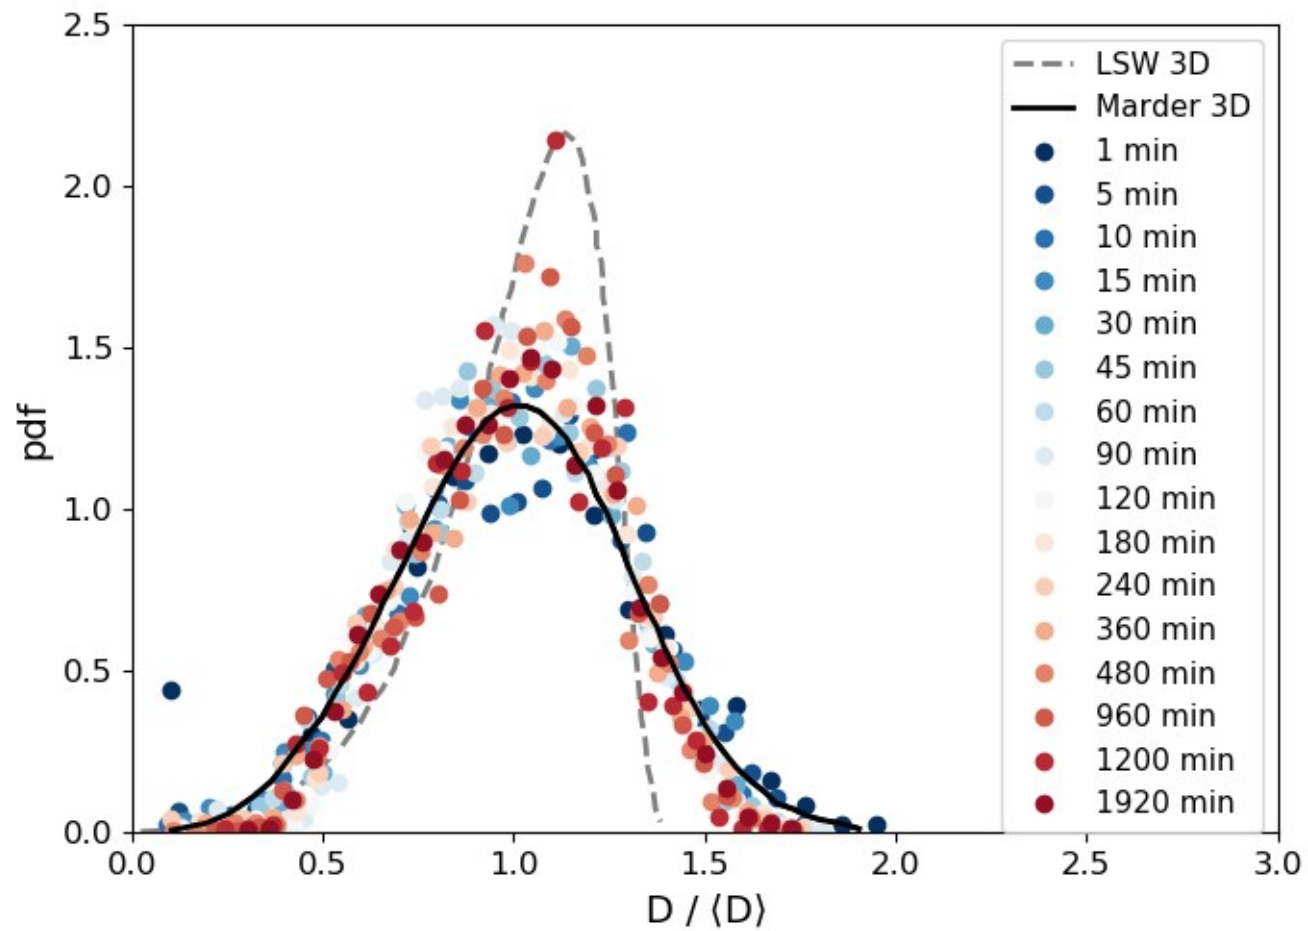 2.5
2.0
1.5
1.0
0.5
0.0
pdf
0.0 0.5 1.0 1.5 2.0 2.5 3.0
D / ⟨D⟩
LSW 3D
Marder 3D
1 min
5 min
10 min
15 min
30 min
45 min
60 min
90 min
120 min
180 min
240 min
360 min
480 min
960 min
1200 min
1920 min